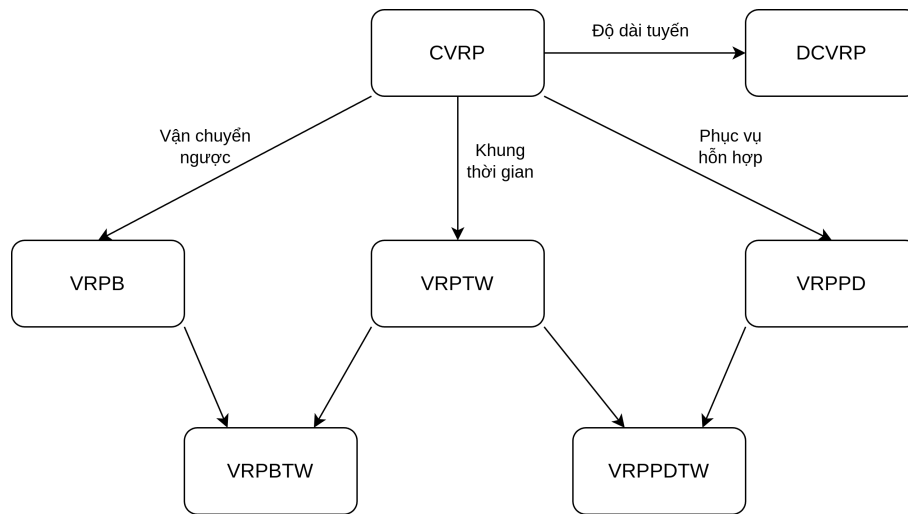 CVRP
Độ dài tuyến
DCVRP
Vận chuyển
ngược
Khung
thời gian
Phục vụ
hỗn hợp
VRPB
VRPTW
VRPPD
VRPBTW
VRPPDTW